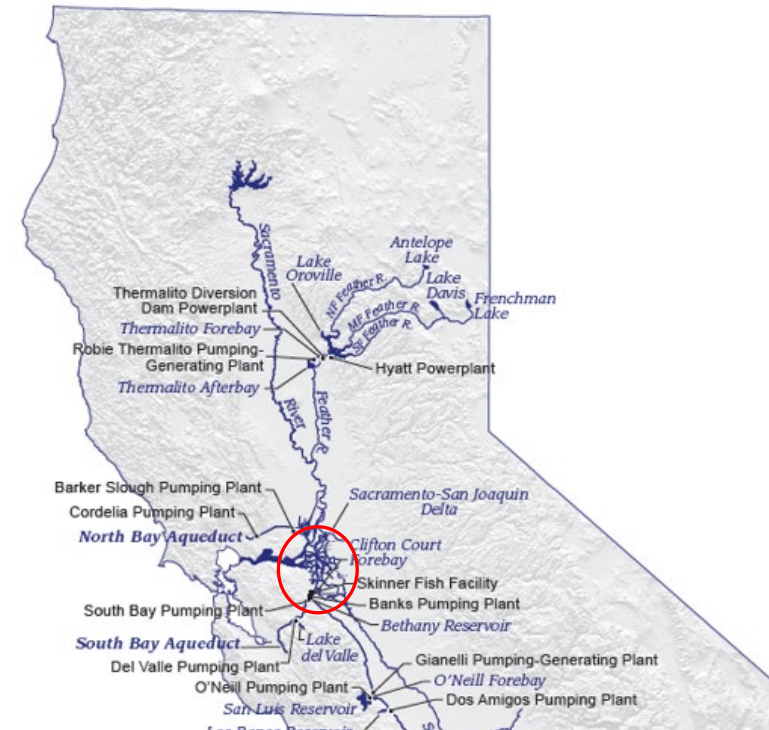 Antelope
Lake
Lake
Oroville
Lake
Davis
Frenchman
Lake
Sacramento
NF Feather R.
MF Feather R.
SF Feather R.
Thermalito Diversion
Dam Powerplant
Thermalito Forebay
Robie Thermalito Pumping-
Generating Plant
Hyatt Powerplant
Thermalito Afterbay
River
Feather R.
Barker Slough Pumping Plant
Sacramento-San Joaquin
Delta
Cordelia Pumping Plant
North Bay Aqueduct
Clifton Court
Forebay
Skinner Fish Facility
Banks Pumping Plant
South Bay Pumping Plant
Bethany Reservoir
South Bay Aqueduct
Lake
del Valle
Del Valle Pumping Plant
Gianelli Pumping-Generating Plant
O'Neill Forebay
O'Neill Pumping Plant
Dos Amigos Pumping Plant
San Luis Reservoir